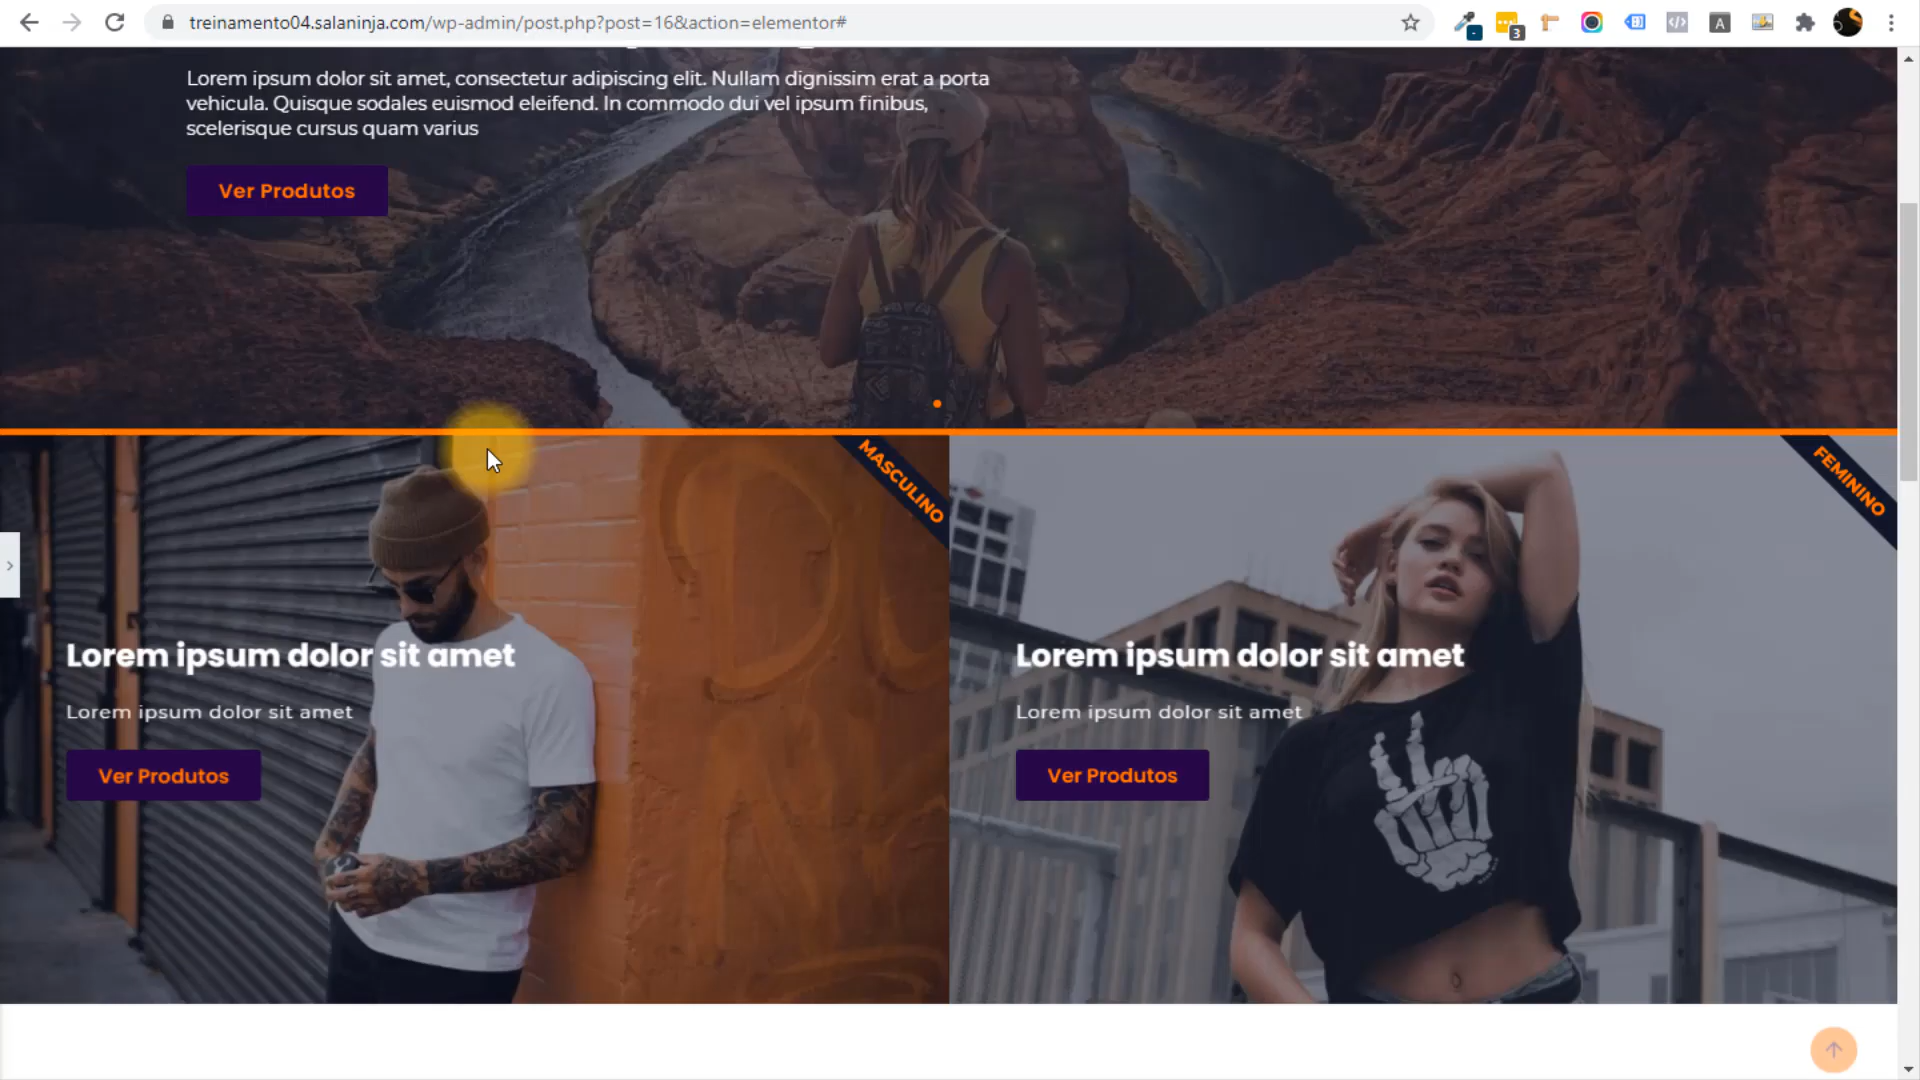 treinamento04.salaninja.com/wp-admin/post.php?post=16&action=elementor#
3
A
Lorem ipsum dolor sit amet, consectetur adipiscing elit. Nullam dignissim erat a porta
vehicula. Quisque sodales euismod eleifend. In commodo dui vel ipsum finibus,
scelerisque cursus quam varius
Ver Produtos
MASCULINO
Lorem ipsum dolor sit amet
Lorem ipsum dolor sit amet
Ver Produtos
FEMININO
Lorem ipsum dolor sit amet
Lorem ipsum dolor sit amet
Ver Produtos